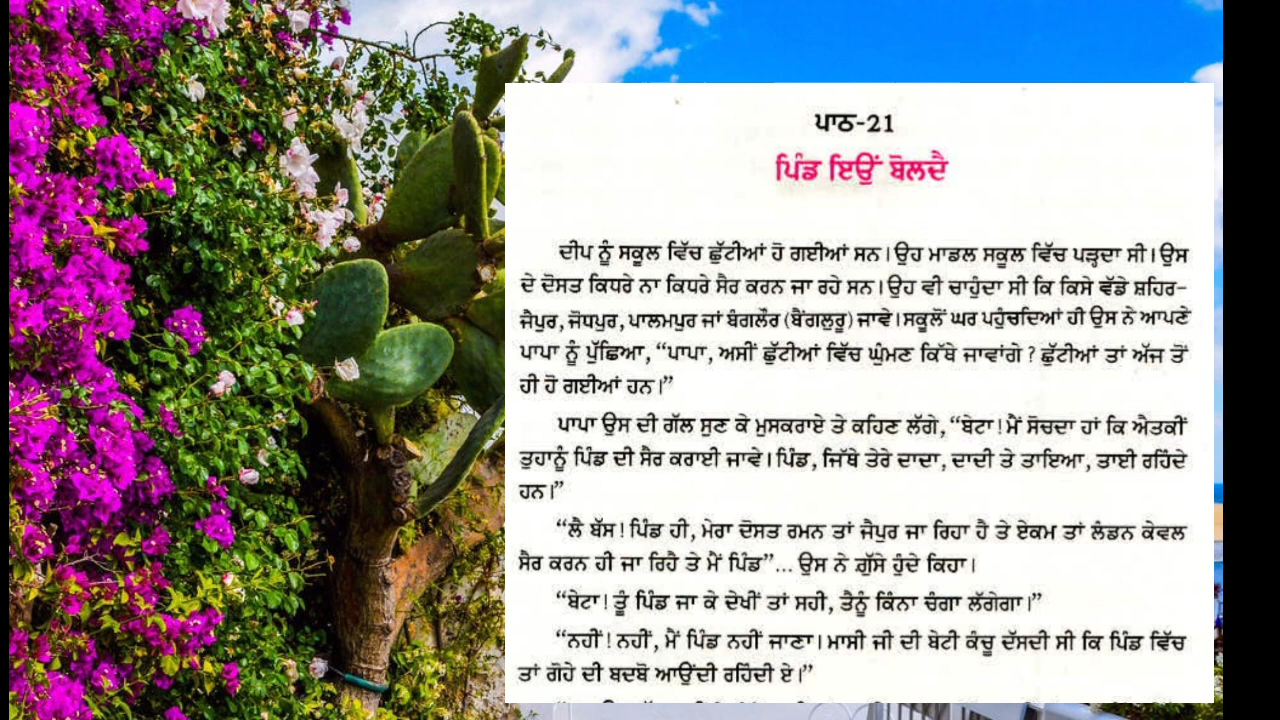 ਪਾਠ-21
ਪਿੰਡ ਇਉਂ ਬੋਲਦੈ
ਦੀਪ ਨੂੰ ਸਕੂਲ ਵਿੱਚ ਛੁੱਟੀਆਂ ਹੋ ਗਈਆਂ ਸਨ। ਉਹ ਮਾਡਲ ਸਕੂਲ ਵਿੱਚ ਪੜ੍ਹਦਾ ਸੀ। ਉਸ
ਦੇ ਦੋਸਤ ਕਿਧਰੇ ਨਾ ਕਿਧਰੇ ਸੈਰ ਕਰਨ ਜਾ ਰਹੇ ਸਨ। ਉਹ ਵੀ ਚਾਹੁੰਦਾ ਸੀ ਕਿ ਕਿਸੇ ਵੱਡੇ ਸ਼ਹਿਰ-
ਜੈਪੁਰ, ਜੋਧਪੁਰ, ਪਾਲਮਪੁਰ ਜਾਂ ਬੰਗਲੌਰ (ਬੈਂਗਲੁਰੂ) ਜਾਵੇ। ਸਕੂਲੋਂ ਘਰ ਪਹੁੰਚਦਿਆਂ ਹੀ ਉਸ ਨੇ ਆਪਣੇ
ਪਾਪਾ ਨੂੰ ਪੁੱਛਿਆ, “ਪਾਪਾ, ਅਸੀਂ ਛੁੱਟੀਆਂ ਵਿੱਚ ਘੁੰਮਣ ਕਿੱਥੇ ਜਾਵਾਂਗੇ ? ਛੁੱਟੀਆਂ ਤਾਂ ਅੱਜ ਤੋਂ
ਹੀ ਹੋ ਗਈਆਂ ਹਨ।”
ਪਾਪਾ ਉਸ ਦੀ ਗੱਲ ਸੁਣ ਕੇ ਮੁਸਕਰਾਏ ਤੇ ਕਹਿਣ ਲੱਗੇ, “ਬੇਟਾ ! ਮੈਂ ਸੋਚਦਾ ਹਾਂ ਕਿ ਐਤਕੀਂ
ਤੁਹਾਨੂੰ ਪਿੰਡ ਦੀ ਸੈਰ ਕਰਾਈ ਜਾਵੇ। ਪਿੰਡ, ਜਿੱਥੇ ਤੇਰੇ ਦਾਦਾ, ਦਾਦੀ ਤੇ ਤਾਇਆ, ਤਾਈ ਰਹਿੰਦੇ
ਹਨ।”
“ਲੈ ਬੱਸ ! ਪਿੰਡ ਹੀ, ਮੇਰਾ ਦੋਸਤ ਰਮਨ ਤਾਂ ਜੈਪੁਰ ਜਾ ਰਿਹਾ ਹੈ ਤੇ ਏਕਮ ਤਾਂ ਲੰਡਨ ਕੇਵਲ
ਸੈਰ ਕਰਨ ਹੀ ਜਾ ਰਿਹੈ ਤੇ ਮੈਂ ਪਿੰਡ”... ਉਸ ਨੇ ਗ਼ੁੱਸੇ ਹੁੰਦੇ ਕਿਹਾ।
“ਬੇਟਾ ! ਤੂੰ ਪਿੰਡ ਜਾ ਕੇ ਦੇਖੀਂ ਤਾਂ ਸਹੀ, ਤੈਨੂੰ ਕਿੰਨਾ ਚੰਗਾ ਲੱਗੇਗਾ।”
“ਨਹੀਂ ! ਨਹੀਂ, ਮੈਂ ਪਿੰਡ ਨਹੀਂ ਜਾਣਾ। ਮਾਸੀ ਜੀ ਦੀ ਬੇਟੀ ਕੰਚੂ ਦੱਸਦੀ ਸੀ ਕਿ ਪਿੰਡ ਵਿੱਚ
ਤਾਂ ਗੋਹੇ ਦੀ ਬਦਬੋ ਆਉਂਦੀ ਰਹਿੰਦੀ ਏ।”